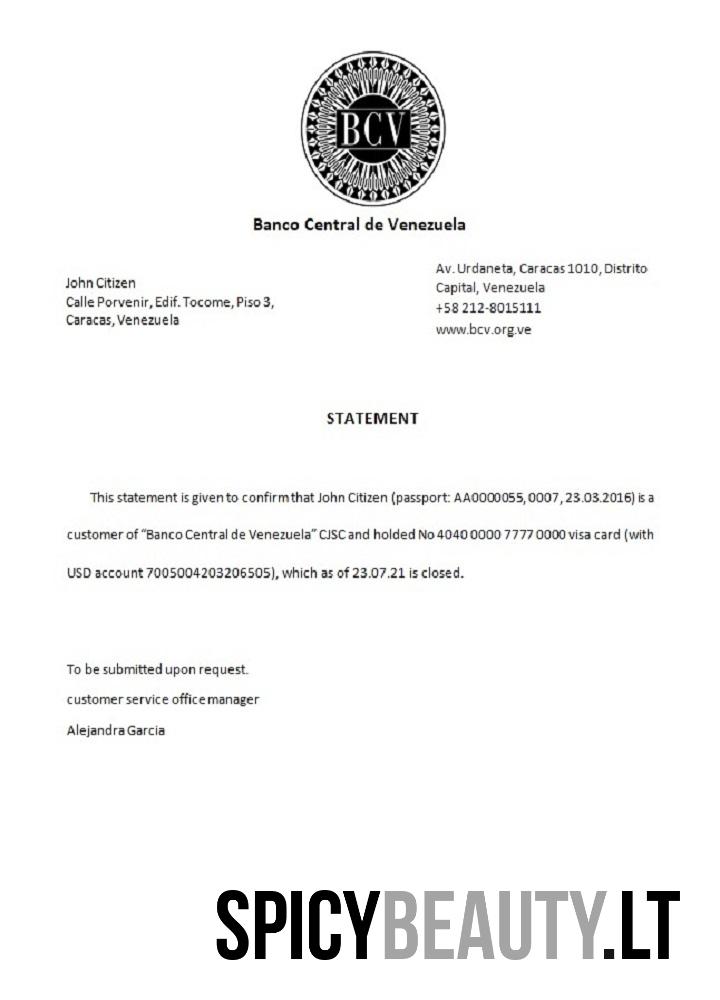 BCV
Banco Central de Venezuela
John Citizen
Calle Porvenir, Edif. Tocome, Piso 3,
Caracas, Venezuela
Av. Urdaneta, Caracas 1010, Distrito
Capital, Venezuela
+58 212-8015111
www.bcv.org.ve
STATEMENT
This statement is given to confirm that John Citizen (passport: AA0000055, 0007, 23.03.2016) is a
customer of “Banco Central de Venezuela” CJSC and holded No 4040 0000 7777 0000 visa card (with
USD account 7005004203206505), which as of 23.07.21 is closed.
To be submitted upon request.
customer service office manager
Alejandra Garcia
SPICYBEAUTY.LT